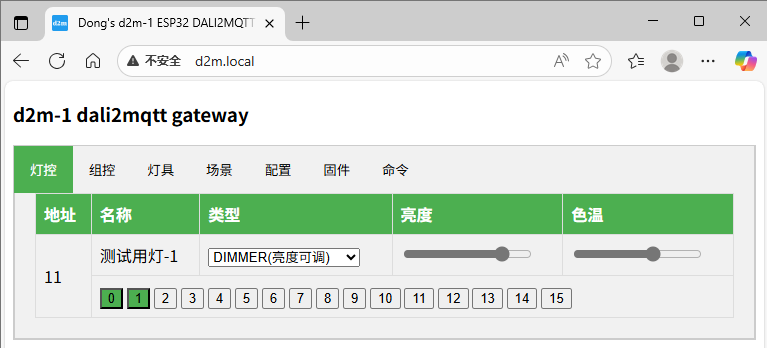 d2m Dong's d2m-1 ESP32 DALI2MQTT
不安全 d2m.local
d2m-1 dali2mqtt gateway
灯控 组控 灯具 场景 配置 固件 命令
地址 名称 类型 亮度 色温
11 测试用灯-1 DIMMER(亮度可调)
0 1 2 3 4 5 6 7 8 9 10 11 12 13 14 15